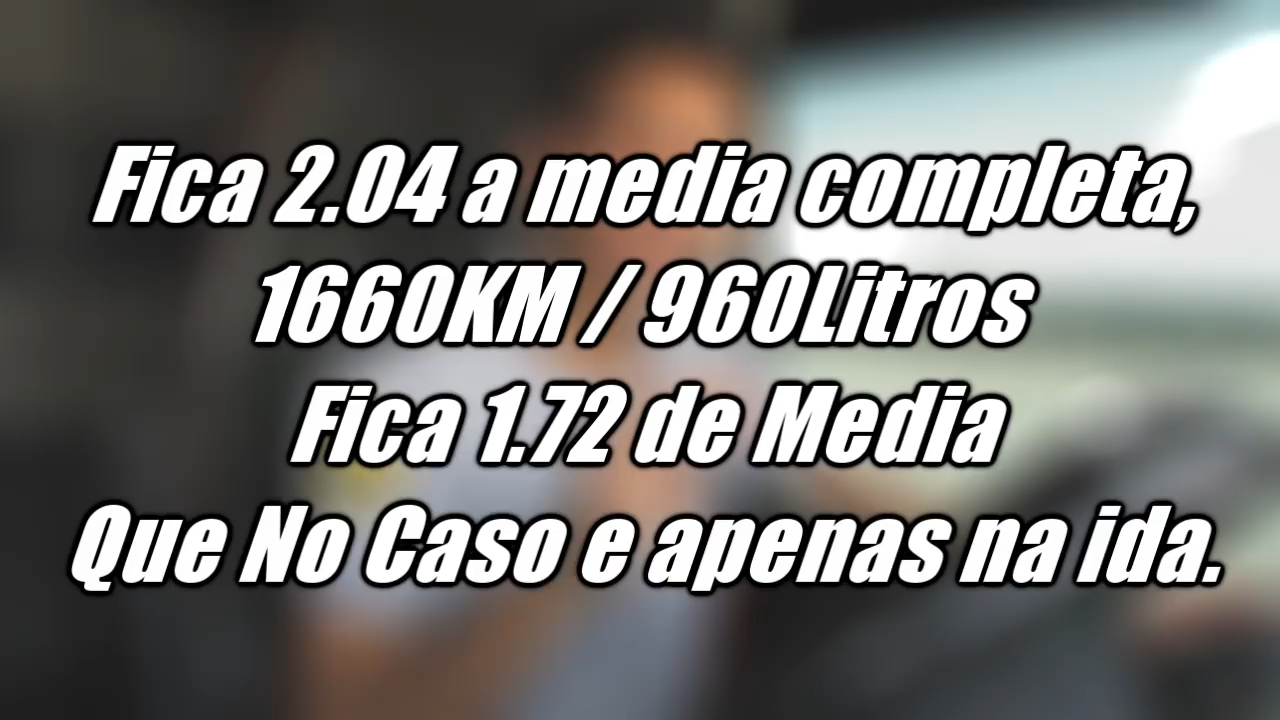 Fica 2.04 a media completa,
1660KM / 960Litros
Fica 1.72 de Media
Que No Caso e apenas na ida.